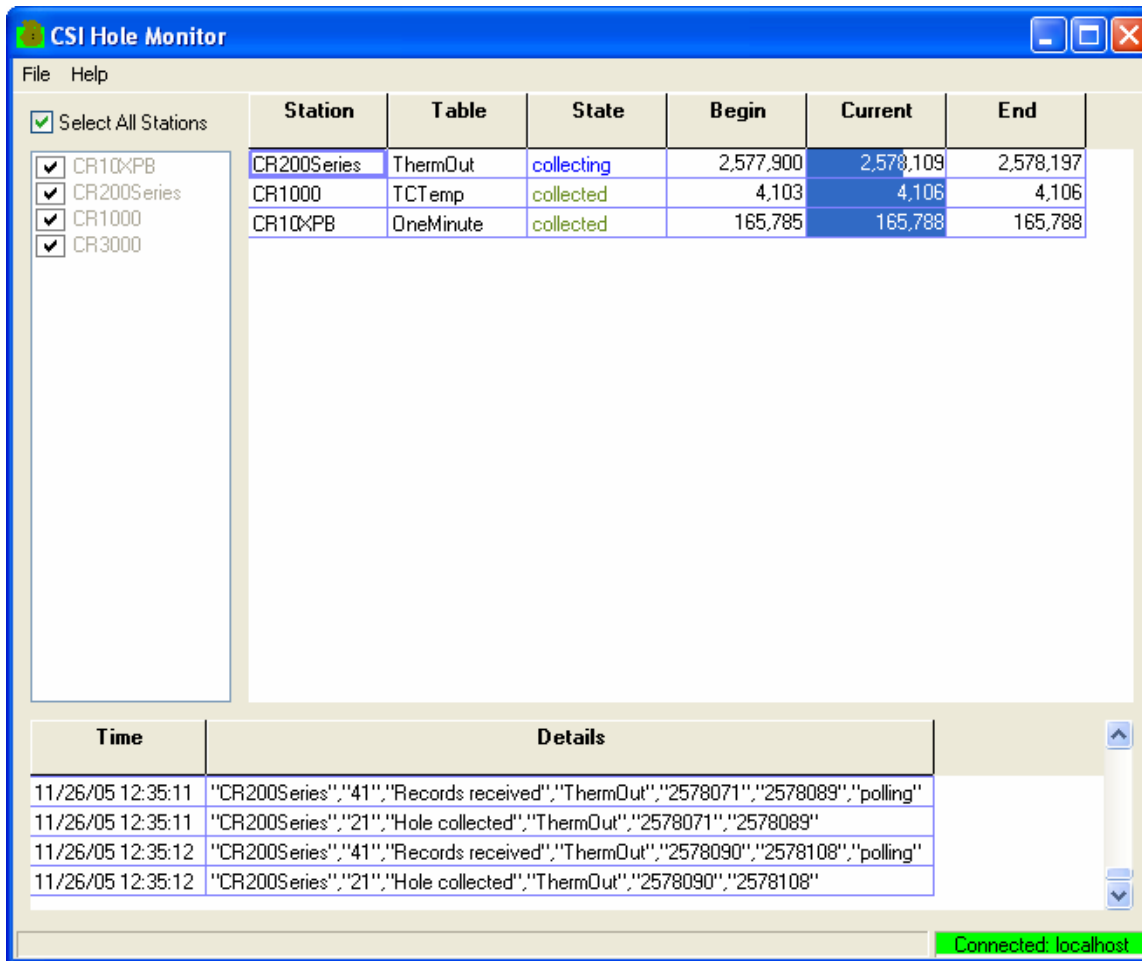 CSI Hole Monitor
File Help
Select All Stations
CR10XPB
CR200Series
CR1000
CR3000
Station Table State Begin Current End
CR200Series ThermOut collecting 2,577,900 2,578,109 2,578,197
CR1000 TCTemp collected 4,103 4,106 4,106
CR10XPB OneMinute collected 165,785 165,788 165,788
Time Details
11/26/05 12:35:11 "CR200Series","41","Records received","ThermOut","2578071","2578089","polling"
11/26/05 12:35:11 "CR200Series","21","Hole collected","ThermOut","2578071","2578089"
11/26/05 12:35:12 "CR200Series","41","Records received","ThermOut","2578090","2578108","polling"
11/26/05 12:35:12 "CR200Series","21","Hole collected","ThermOut","2578090","2578108"
Connected: localhost